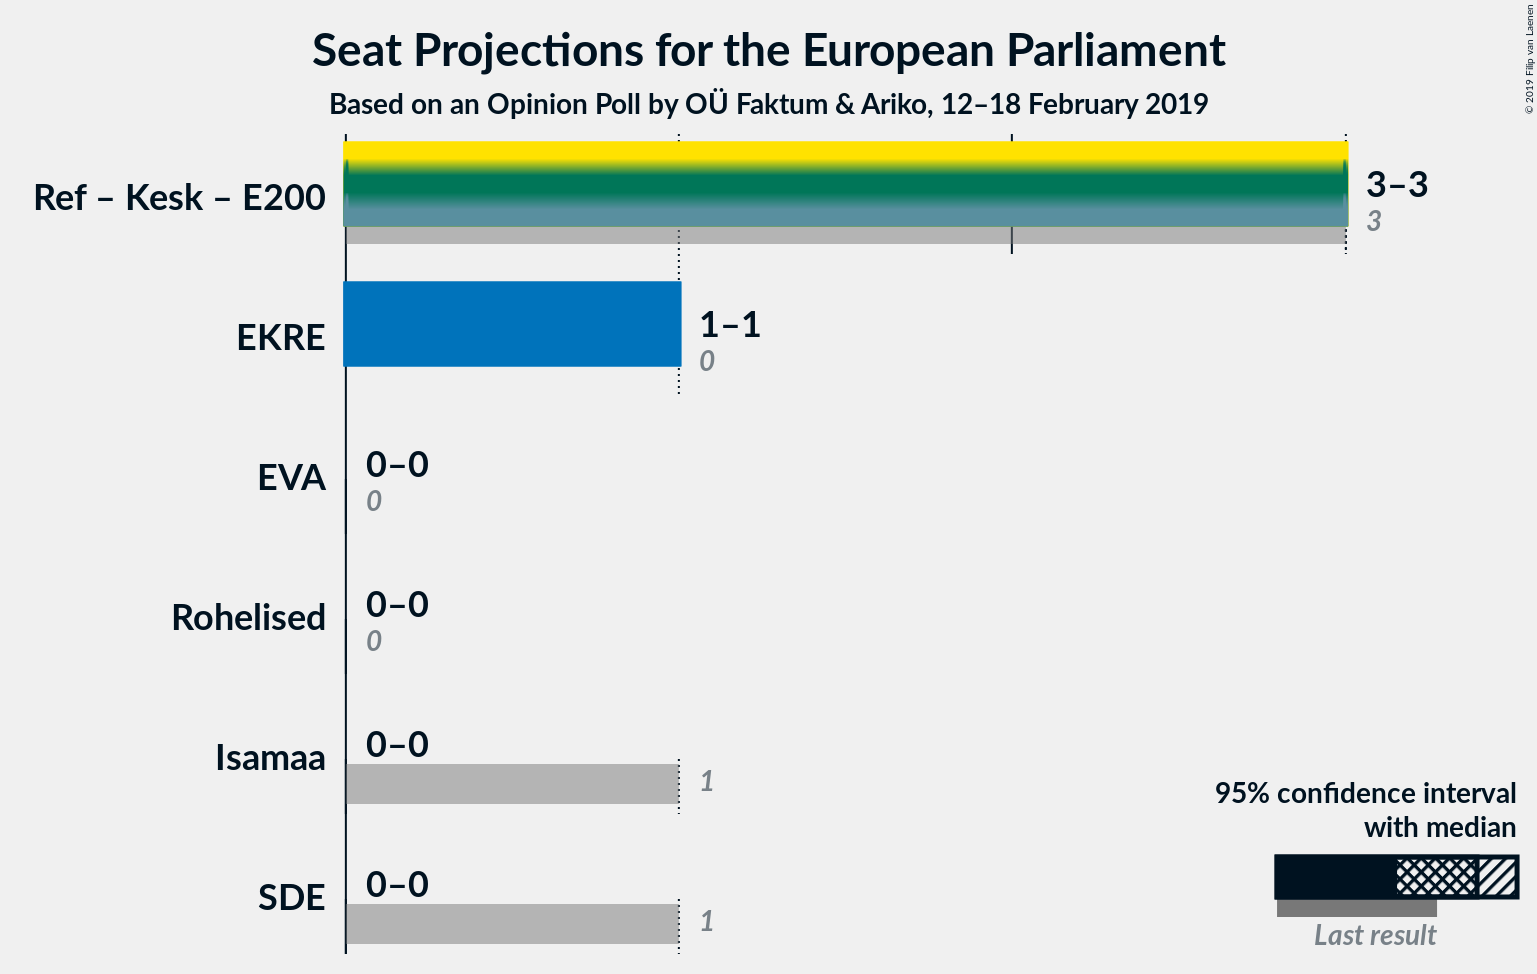 Seat Projections for the European Parliament
Based on an Opinion Poll by OÜ Faktum & Ariko, 12–18 February 2019
© 2019 Filip van Laenen
Ref – Kesk – E200
3–3
3
EKRE
1–1
0
EVA
0–0
0
Rohelised
0–0
0
Isamaa
0–0
1
SDE
0–0
1
95% confidence interval
with median
Last result